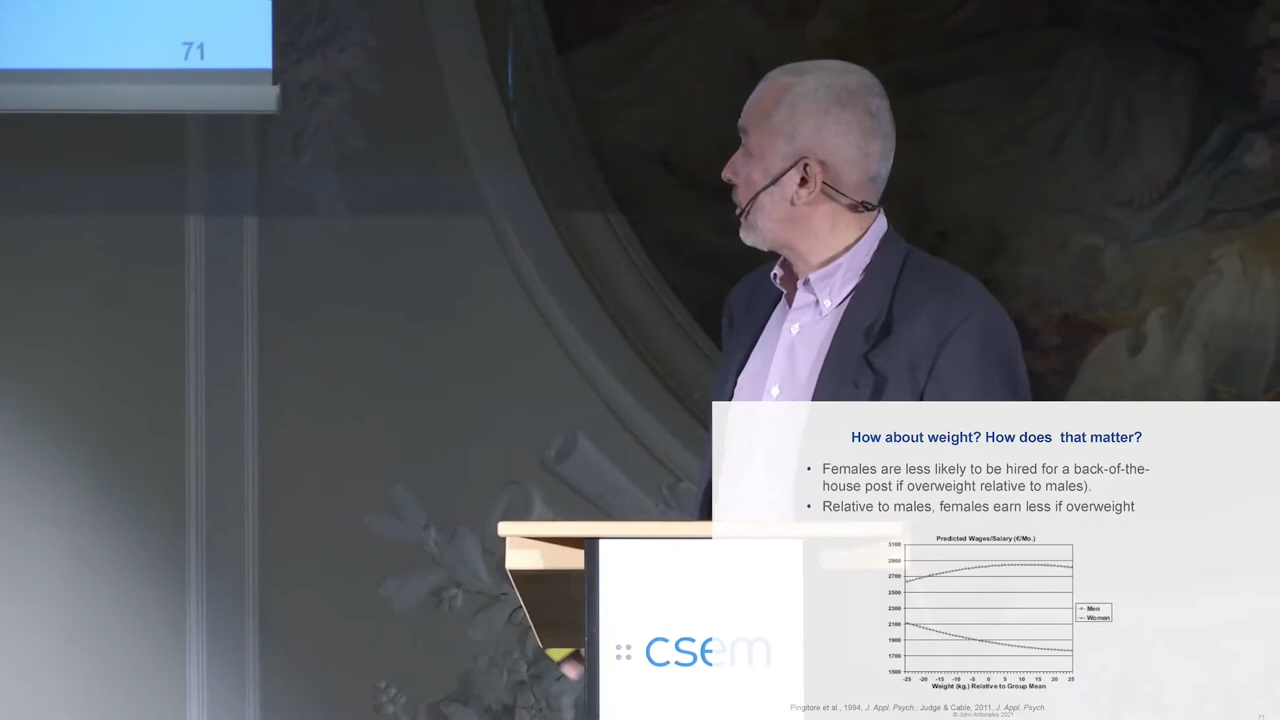 71
How about weight? How does that matter?
• Females are less likely to be hired for a back-of-the-
house post if overweight relative to males).
• Relative to males, females earn less if overweight
Predicted Wages/Salary (€/Mo.)
3100
2900
2700
2500
2300
2100
1900
1700
1500
-25 -20 -15 -10 -5 0 5 10 15 20 25
Weight (kg.) Relative to Group Mean
Men
Women
csem
Pingitore et al., 1994, J. Appl. Psych.; Judge & Cable, 2011, J. Appl. Psych.
© John Antonakis 2021
71